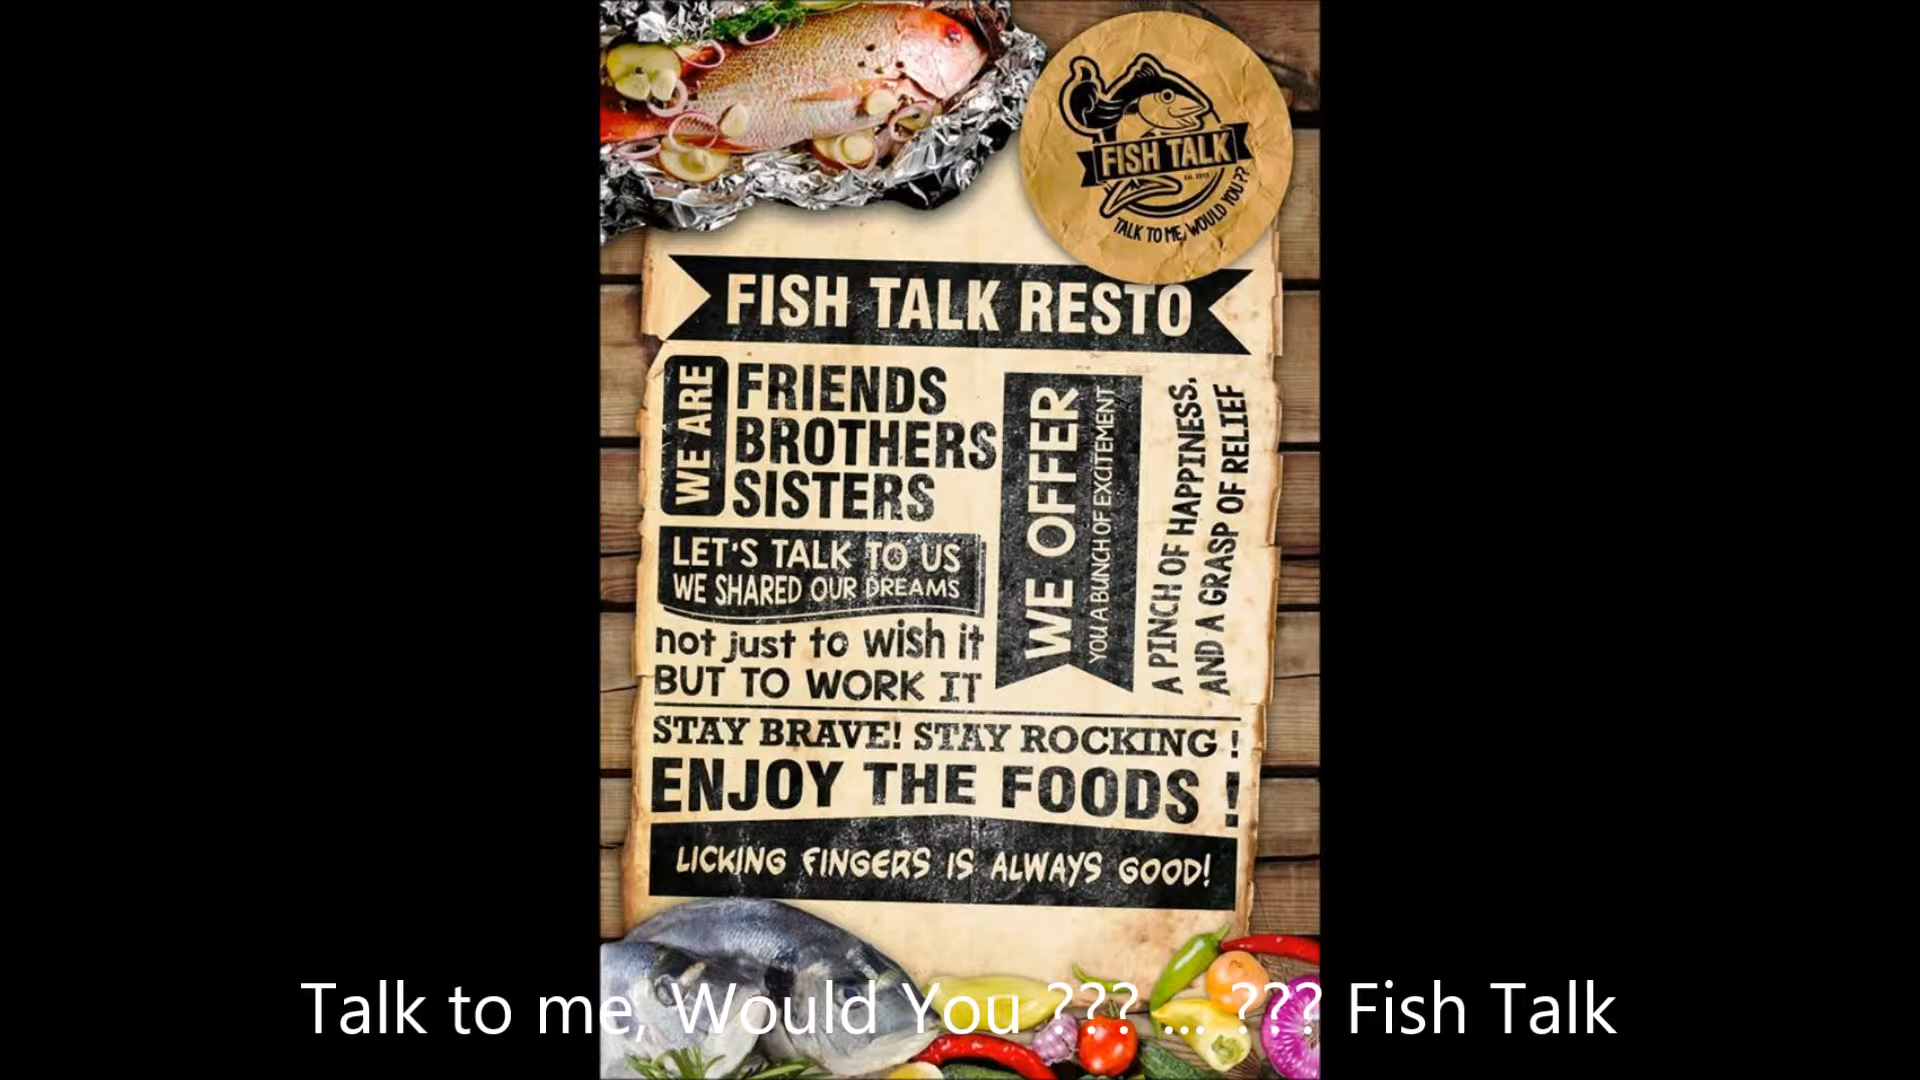 FISH TALK
Est. 2015
TALK TO ME, WOULD YOU ??
FISH TALK RESTO
WE ARE
FRIENDS
BROTHERS
SISTERS
LET'S TALK TO US
WE SHARED OUR DREAMS
not just to wish it
BUT TO WORK IT
WE OFFER
YOU A BUNCH OF EXCITEMENT
A PINCH OF HAPPINESS,
AND A GRASP OF RELIEF
STAY BRAVE! STAY ROCKING !
ENJOY THE FOODS !
LICKING FINGERS IS ALWAYS GOOD!
Talk to me, Would You ??? ... ??? Fish Talk